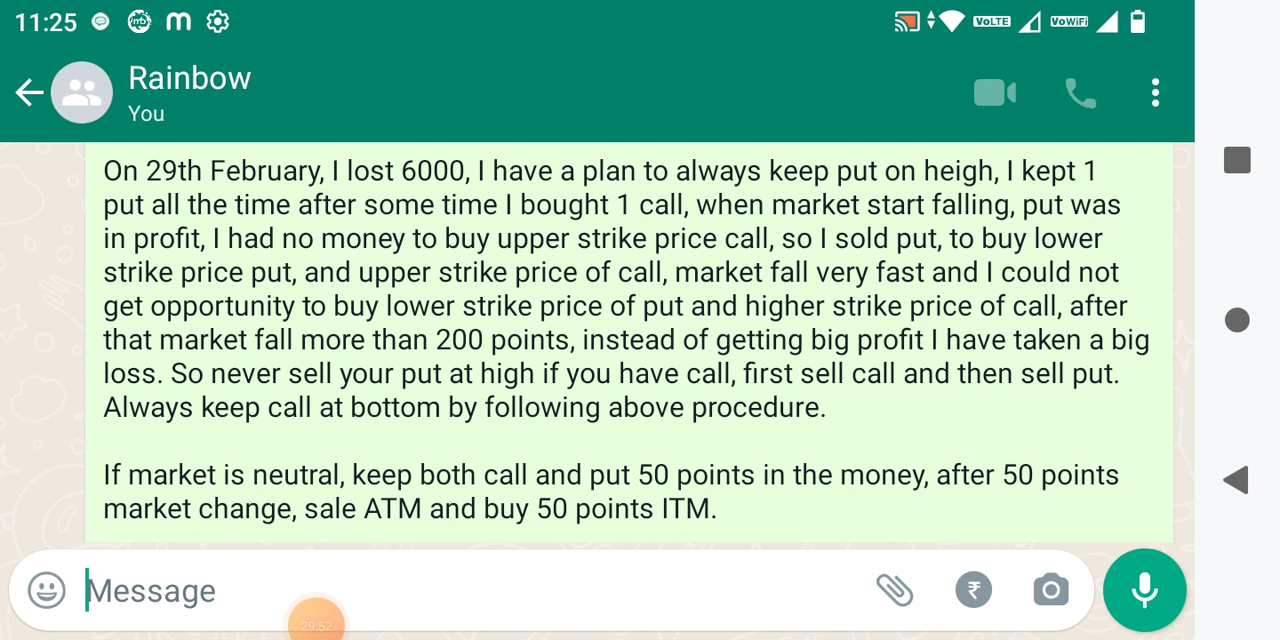 11:25
VoLTE VoWiFi
Rainbow
You
On 29th February, I lost 6000, I have a plan to always keep put on heigh, I kept 1
put all the time after some time I bought 1 call, when market start falling, put was
in profit, I had no money to buy upper strike price call, so I sold put, to buy lower
strike price put, and upper strike price of call, market fall very fast and I could not
get opportunity to buy lower strike price of put and higher strike price of call, after
that market fall more than 200 points, instead of getting big profit I have taken a big
loss. So never sell your put at high if you have call, first sell call and then sell put.
Always keep call at bottom by following above procedure.
If market is neutral, keep both call and put 50 points in the money, after 50 points
market change, sale ATM and buy 50 points ITM.
Message
29:52